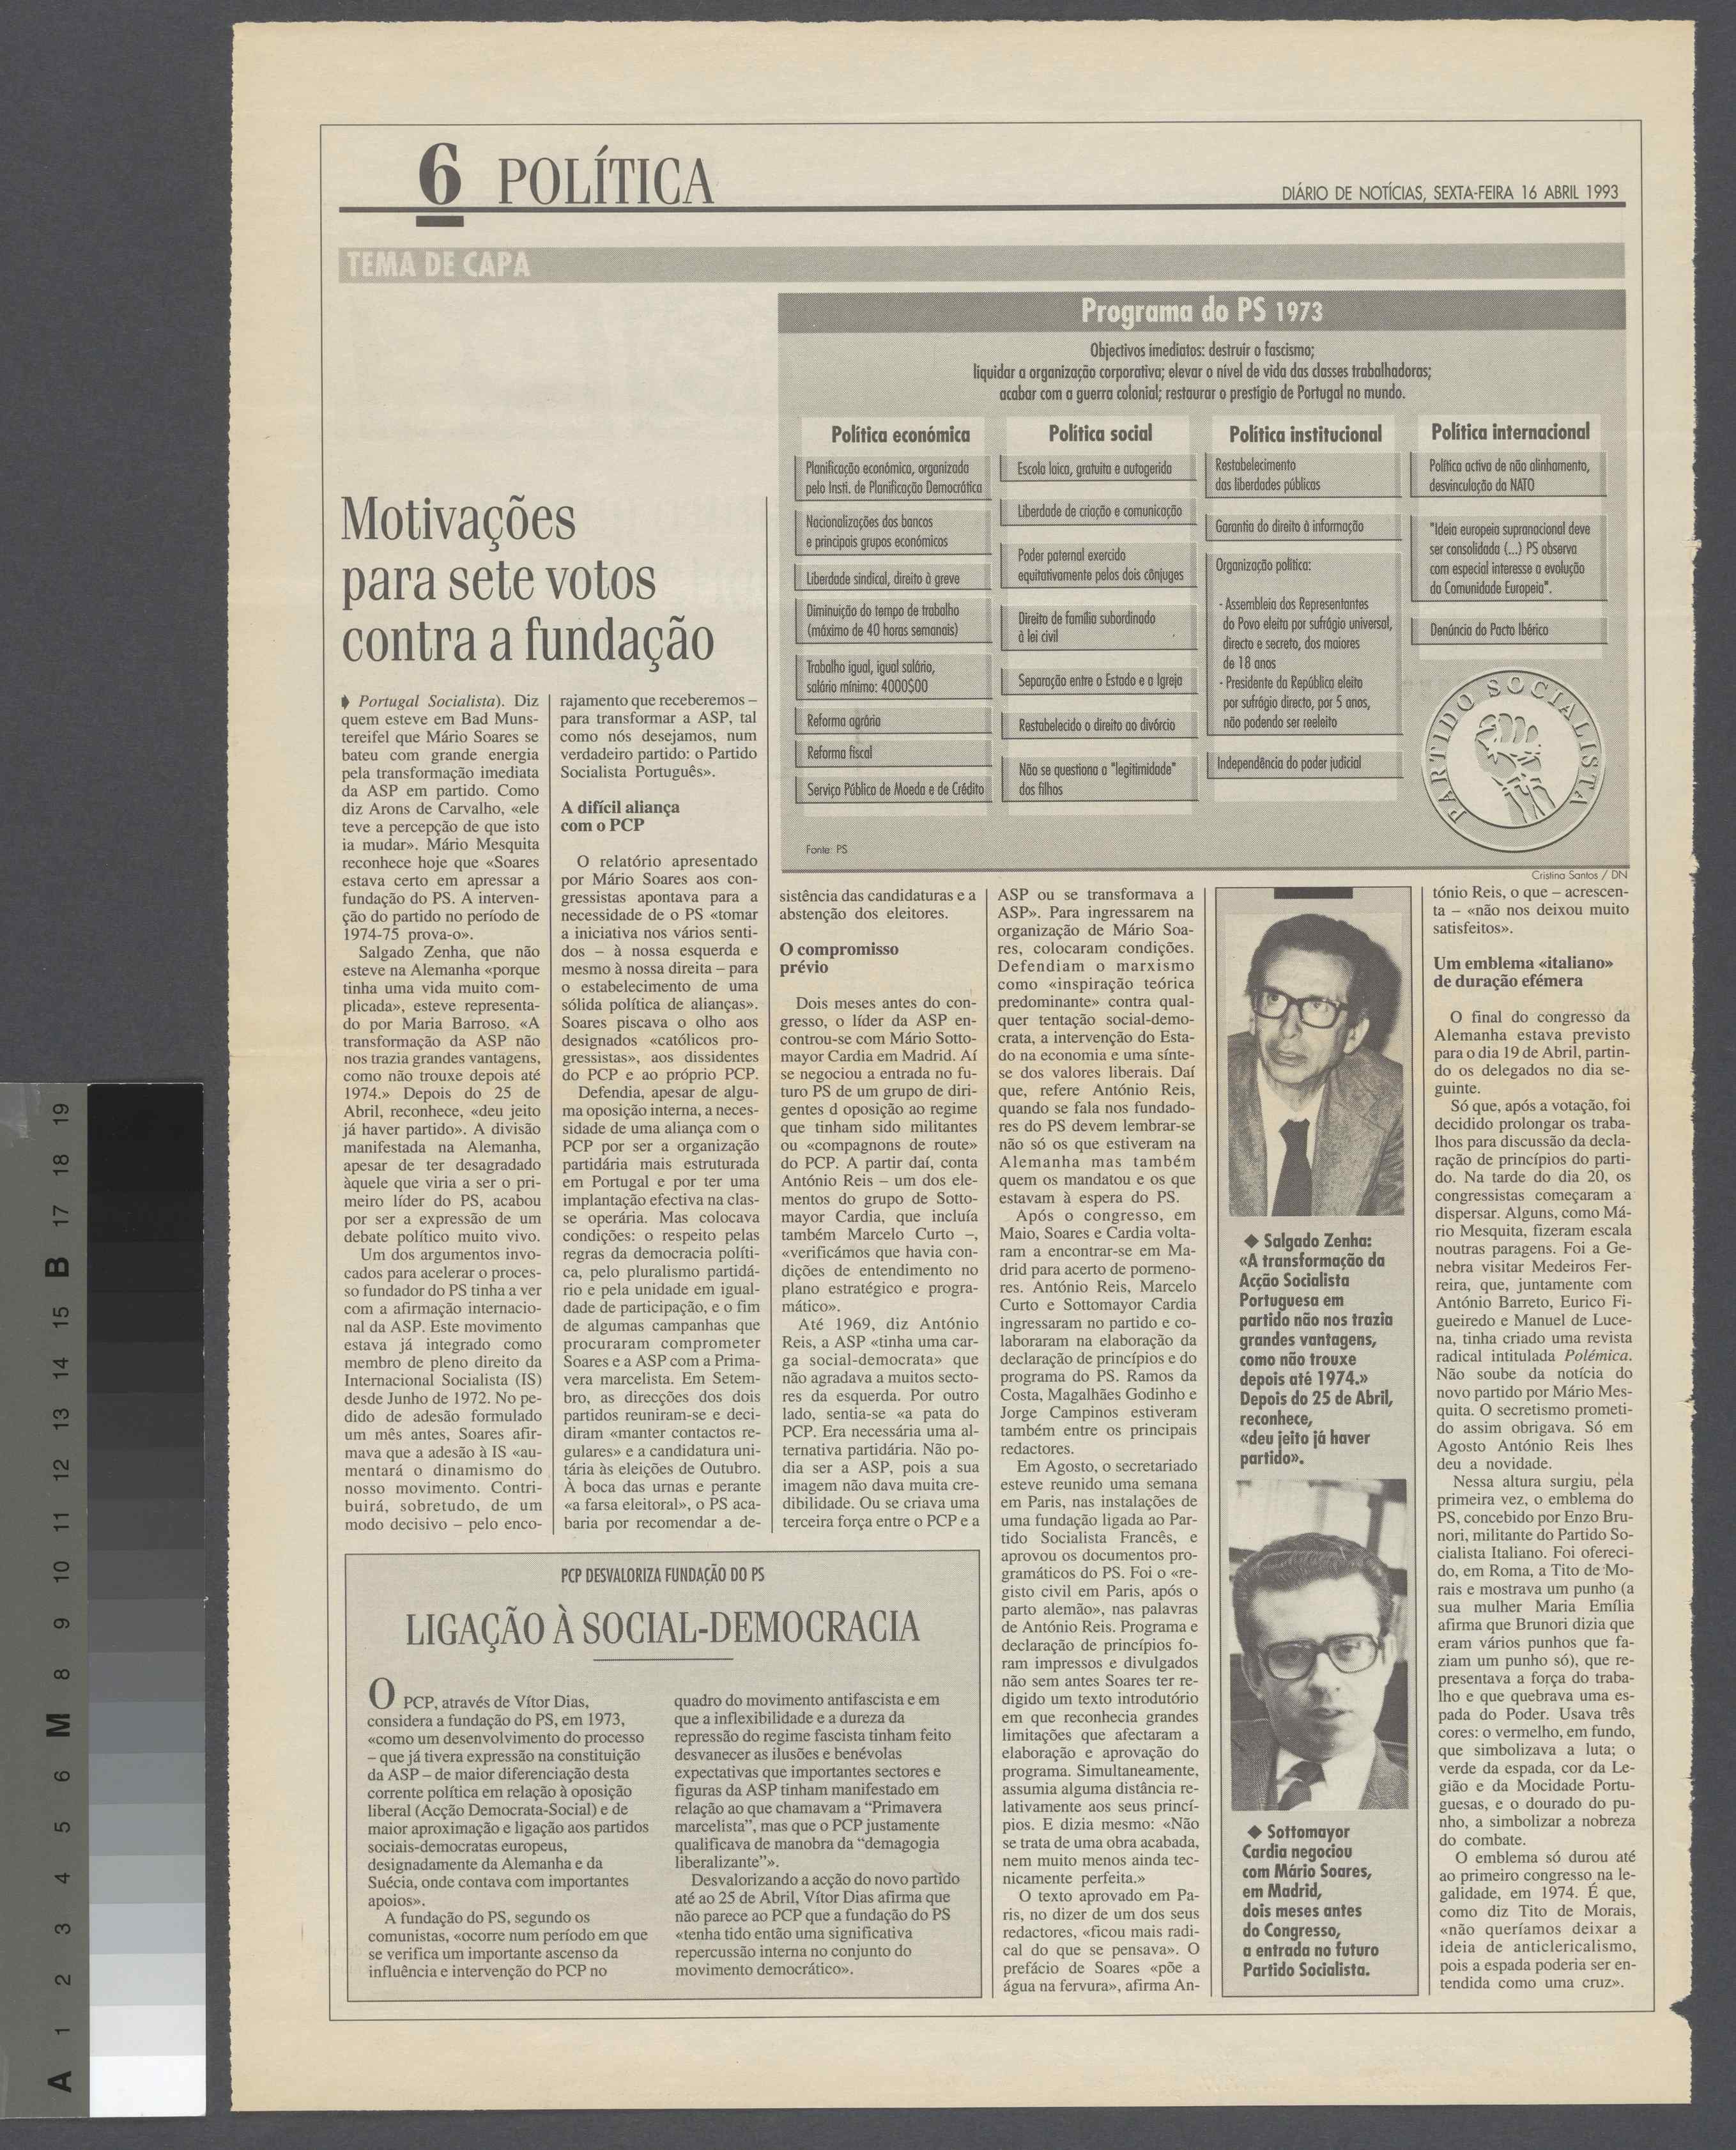 6 POLÍTICA
DIÁRIO DE NOTÍCIAS, SEXTA-FEIRA 16 ABRIL 1993
TEMA DE CAPA
Programa do PS 1973
Objectivos imediatos: destruir o fascismo;
liquidar a organização corporativa; elevar o nível de vida das classes trabalhadoras;
acabar com a guerra colonial; restaurar o prestígio de Portugal no mundo.
Política económica
Planificação económica, organizada
pelo Insti. de Planificação Democrática
Nacionalizações dos bancos
e principais grupos económicos
Liberdade sindical, direito à greve
Diminuição do tempo de trabalho
(máximo de 40 horas semanais)
Trabalho igual, igual salário,
salário mínimo: 4000$00
Reforma agrária
Reforma fiscal
Serviço Público de Moeda e de Crédito
Política social
Escola laica, gratuita e autogerida
Liberdade de criação e comunicação
Poder paternal exercido
equitativamente pelos dois cônjuges
Direito de família subordinado
à lei civil
Separação entre o Estado e a Igreja
Restabelecido o direito ao divórcio
Não se questiona a "legitimidade"
dos filhos
Política institucional
Restabelecimento
das liberdades públicas
Garantia do direito à informação
Organização política:
- Assembleia dos Representantes
do Povo eleita por sufrágio universal,
directo e secreto, dos maiores
de 18 anos
- Presidente da República eleito
por sufrágio directo, por 5 anos,
não podendo ser reeleito
Independência do poder judicial
Política internacional
Política activa de não alinhamento,
desvinculação da NATO
"Ideia europeia supranacional deve
ser consolidada (...) PS observa
com especial interesse a evolução
da Comunidade Europeia".
Denúncia do Pacto Ibérico
PARTIDO SOCIALISTA
Fonte: PS
Cristina Santos / DN
Motivações
para sete votos
contra a fundação
Portugal Socialista). Diz
quem esteve em Bad Muns-
tereifel que Mário Soares se
bateu com grande energia
pela transformação imediata
da ASP em partido. Como
diz Arons de Carvalho, «ele
teve a percepção de que isto
ia mudar». Mário Mesquita
reconhece hoje que «Soares
estava certo em apressar a
fundação do PS. A interven-
ção do partido no período de
1974-75 prova-o».
Salgado Zenha, que não
esteve na Alemanha «porque
tinha uma vida muito com-
plicada», esteve representa-
do por Maria Barroso. «A
transformação da ASP não
nos trazia grandes vantagens,
como não trouxe depois até
1974.» Depois do 25 de
Abril, reconhece, «deu jeito
já haver partido». A divisão
manifestada na Alemanha,
apesar de ter desagradado
àquele que viria a ser o pri-
meiro líder do PS, acabou
por ser a expressão de um
debate político muito vivo.
Um dos argumentos invo-
cados para acelerar o proces-
so fundador do PS tinha a ver
com a afirmação internacio-
nal da ASP. Este movimento
estava já integrado como
membro de pleno direito da
Internacional Socialista (IS)
desde Junho de 1972. No pe-
dido de adesão formulado
um mês antes, Soares afir-
mava que a adesão à IS «au-
mentará o dinamismo do
nosso movimento. Contri-
buirá, sobretudo, de um
modo decisivo – pelo enco-
rajamento que receberemos –
para transformar a ASP, tal
como nós desejamos, num
verdadeiro partido: o Partido
Socialista Português».
A difícil aliança
com o PCP
O relatório apresentado
por Mário Soares aos con-
gressistas apontava para a
necessidade de o PS «tomar
a iniciativa nos vários senti-
dos – à nossa esquerda e
mesmo à nossa direita – para
o estabelecimento de uma
sólida política de alianças».
Soares piscava o olho aos
designados «católicos pro-
gressistas», aos dissidentes
do PCP e ao próprio PCP.
Defendia, apesar de algu-
ma oposição interna, a neces-
sidade de uma aliança com o
PCP por ser a organização
partidária mais estruturada
em Portugal e por ter uma
implantação efectiva na clas-
se operária. Mas colocava
condições: o respeito pelas
regras da democracia políti-
ca, pelo pluralismo partidá-
rio e pela unidade em igual-
dade de participação, e o fim
de algumas campanhas que
procuraram comprometer
Soares e a ASP com a Prima-
vera marcelista. Em Setem-
bro, as direcções dos dois
partidos reuniram-se e deci-
diram «manter contactos re-
gulares» e a candidatura uni-
tária às eleições de Outubro.
À boca das urnas e perante
«a farsa eleitoral», o PS aca-
baria por recomendar a de-
sistência das candidaturas e a
abstenção dos eleitores.
O compromisso
prévio
Dois meses antes do con-
gresso, o líder da ASP en-
controu-se com Mário Sotto-
mayor Cardia em Madrid. Aí
se negociou a entrada no fu-
turo PS de um grupo de diri-
gentes d oposição ao regime
que tinham sido militantes
ou «compagnons de route»
do PCP. A partir daí, conta
António Reis – um dos ele-
mentos do grupo de Sotto-
mayor Cardia, que incluía
também Marcelo Curto –,
«verificámos que havia con-
dições de entendimento no
plano estratégico e progra-
mático».
Até 1969, diz António
Reis, a ASP «tinha uma car-
ga social-democrata» que
não agradava a muitos secto-
res da esquerda. Por outro
lado, sentia-se «a pata do
PCP. Era necessária uma al-
ternativa partidária. Não po-
dia ser a ASP, pois a sua
imagem não dava muita cre-
dibilidade. Ou se criava uma
terceira força entre o PCP e a
ASP ou se transformava a
ASP». Para ingressarem na
organização de Mário Soa-
res, colocaram condições.
Defendiam o marxismo
como «inspiração teórica
predominante» contra qual-
quer tentação social-demo-
crata, a intervenção do Esta-
do na economia e uma sínte-
se dos valores liberais. Daí
que, refere António Reis,
quando se fala nos fundado-
res do PS devem lembrar-se
não só os que estiveram na
Alemanha mas também
quem os mandatou e os que
estavam à espera do PS.
Após o congresso, em
Maio, Soares e Cardia volta-
ram a encontrar-se em Ma-
drid para acerto de pormeno-
res. António Reis, Marcelo
Curto e Sottomayor Cardia
ingressaram no partido e co-
laboraram na elaboração da
declaração de princípios e do
programa do PS. Ramos da
Costa, Magalhães Godinho e
Jorge Campinos estiveram
também entre os principais
redactores.
Em Agosto, o secretariado
esteve reunido uma semana
em Paris, nas instalações de
uma fundação ligada ao Par-
tido Socialista Francês, e
aprovou os documentos pro-
gramáticos do PS. Foi o «re-
gisto civil em Paris, após o
parto alemão», nas palavras
de António Reis. Programa e
declaração de princípios fo-
ram impressos e divulgados
não sem antes Soares ter re-
digido um texto introdutório
em que reconhecia grandes
limitações que afectaram a
elaboração e aprovação do
programa. Simultaneamente,
assumia alguma distância re-
lativamente aos seus princí-
pios. E dizia mesmo: «Não
se trata de uma obra acabada,
nem muito menos ainda tec-
nicamente perfeita.»
O texto aprovado em Pa-
ris, no dizer de um dos seus
redactores, «ficou mais radi-
cal do que se pensava». O
prefácio de Soares «põe a
água na fervura», afirma An-
◆ Salgado Zenha:
«A transformação da
Acção Socialista
Portuguesa em
partido não nos trazia
grandes vantagens,
como não trouxe
depois até 1974.»
Depois do 25 de Abril,
reconhece,
«deu jeito já haver
partido».
◆ Sottomayor
Cardia negociou
com Mário Soares,
em Madrid,
dois meses antes
do Congresso,
a entrada no futuro
Partido Socialista.
tónio Reis, o que – acrescen-
ta – «não nos deixou muito
satisfeitos».
Um emblema «italiano»
de duração efémera
O final do congresso da
Alemanha estava previsto
para o dia 19 de Abril, partin-
do os delegados no dia se-
guinte.
Só que, após a votação, foi
decidido prolongar os traba-
lhos para discussão da decla-
ração de princípios do parti-
do. Na tarde do dia 20, os
congressistas começaram a
dispersar. Alguns, como Má-
rio Mesquita, fizeram escala
noutras paragens. Foi a Ge-
nebra visitar Medeiros Fer-
reira, que, juntamente com
António Barreto, Eurico Fi-
gueiredo e Manuel de Luce-
na, tinha criado uma revista
radical intitulada Polémica.
Não soube da notícia do
novo partido por Mário Mes-
quita. O secretismo prometi-
do assim obrigava. Só em
Agosto António Reis lhes
deu a novidade.
Nessa altura surgiu, pela
primeira vez, o emblema do
PS, concebido por Enzo Bru-
nori, militante do Partido So-
cialista Italiano. Foi ofereci-
do, em Roma, a Tito de Mo-
rais e mostrava um punho (a
sua mulher Maria Emília
afirma que Brunori dizia que
eram vários punhos que fa-
ziam um punho só), que re-
presentava a força do traba-
lho e que quebrava uma es-
pada do Poder. Usava três
cores: o vermelho, em fundo,
que simbolizava a luta; o
verde da espada, cor da Le-
gião e da Mocidade Portu-
guesas, e o dourado do pu-
nho, a simbolizar a nobreza
do combate.
O emblema só durou até
ao primeiro congresso na le-
galidade, em 1974. É que,
como diz Tito de Morais,
«não queríamos deixar a
ideia de anticlericalismo,
pois a espada poderia ser en-
tendida como uma cruz».
PCP DESVALORIZA FUNDAÇÃO DO PS
LIGAÇÃO À SOCIAL-DEMOCRACIA
O PCP, através de Vítor Dias,
considera a fundação do PS, em 1973,
«como um desenvolvimento do processo
– que já tivera expressão na constituição
da ASP – de maior diferenciação desta
corrente política em relação à oposição
liberal (Acção Democrata-Social) e de
maior aproximação e ligação aos partidos
sociais-democratas europeus,
designadamente da Alemanha e da
Suécia, onde contava com importantes
apoios».
A fundação do PS, segundo os
comunistas, «ocorre num período em que
se verifica um importante ascenso da
influência e intervenção do PCP no
quadro do movimento antifascista e em
que a inflexibilidade e a dureza da
repressão do regime fascista tinham feito
desvanecer as ilusões e benévolas
expectativas que importantes sectores e
figuras da ASP tinham manifestado em
relação ao que chamavam a “Primavera
marcelista”, mas que o PCP justamente
qualificava de manobra da “demagogia
liberalizante”».
Desvalorizando a acção do novo partido
até ao 25 de Abril, Vítor Dias afirma que
não parece ao PCP que a fundação do PS
«tenha tido então uma significativa
repercussão interna no conjunto do
movimento democrático».
A 1 2 3 4 5 6 M 8 9 10 11 12 13 14 15 B 17 18 19